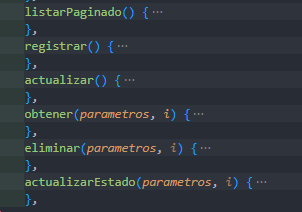 listarPaginado() {⋯
},
registrar() {⋯
},
actualizar() {⋯
},
obtener(parametros, i) {⋯
},
eliminar(parametros, i) {⋯
},
actualizarEstado(parametros, i) {⋯
},